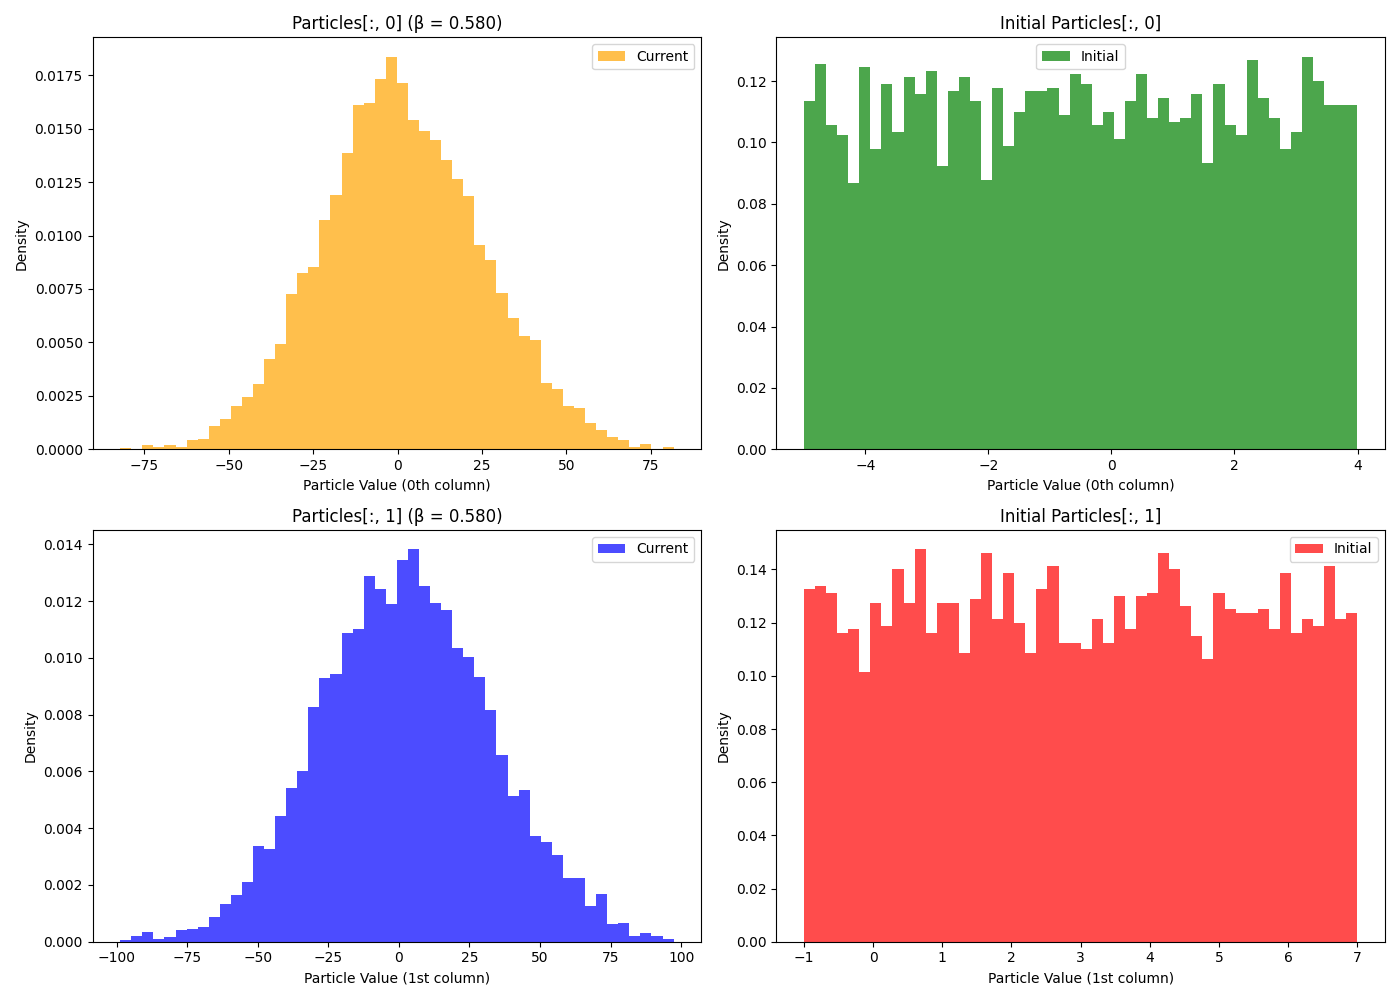 Particles[:, 0] (β = 0.580)
Current
Density
0.0175
0.0150
0.0125
0.0100
0.0075
0.0050
0.0025
0.0000
−75 −50 −25 0 25 50 75
Particle Value (0th column)
Initial Particles[:, 0]
Initial
Density
0.12
0.10
0.08
0.06
0.04
0.02
0.00
−4 −2 0 2 4
Particle Value (0th column)
Particles[:, 1] (β = 0.580)
Current
Density
0.014
0.012
0.010
0.008
0.006
0.004
0.002
0.000
−100 −75 −50 −25 0 25 50 75 100
Particle Value (1st column)
Initial Particles[:, 1]
Initial
Density
0.14
0.12
0.10
0.08
0.06
0.04
0.02
0.00
−1 0 1 2 3 4 5 6 7
Particle Value (1st column)